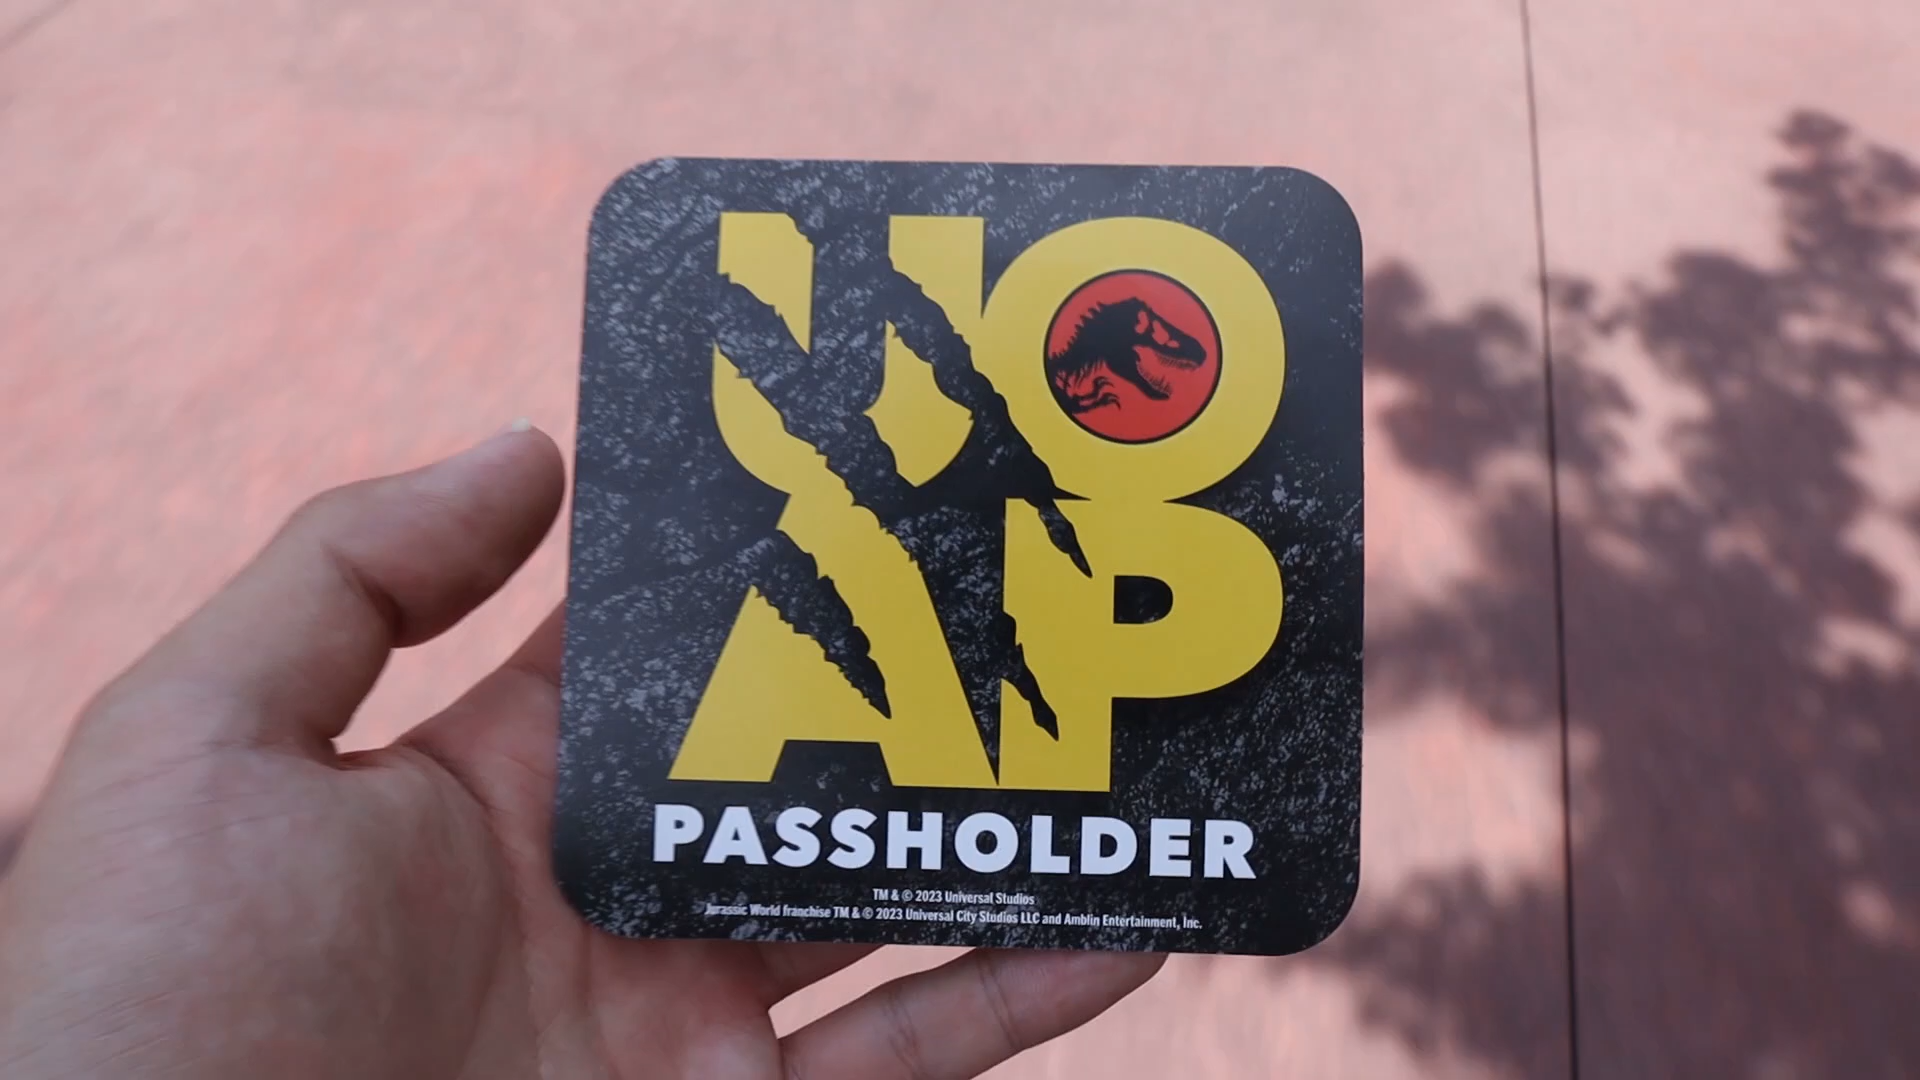 UO
AP
PASSHOLDER
TM & © 2023 Universal Studios
Jurassic World franchise TM & © 2023 Universal City Studios LLC and Amblin Entertainment, Inc.